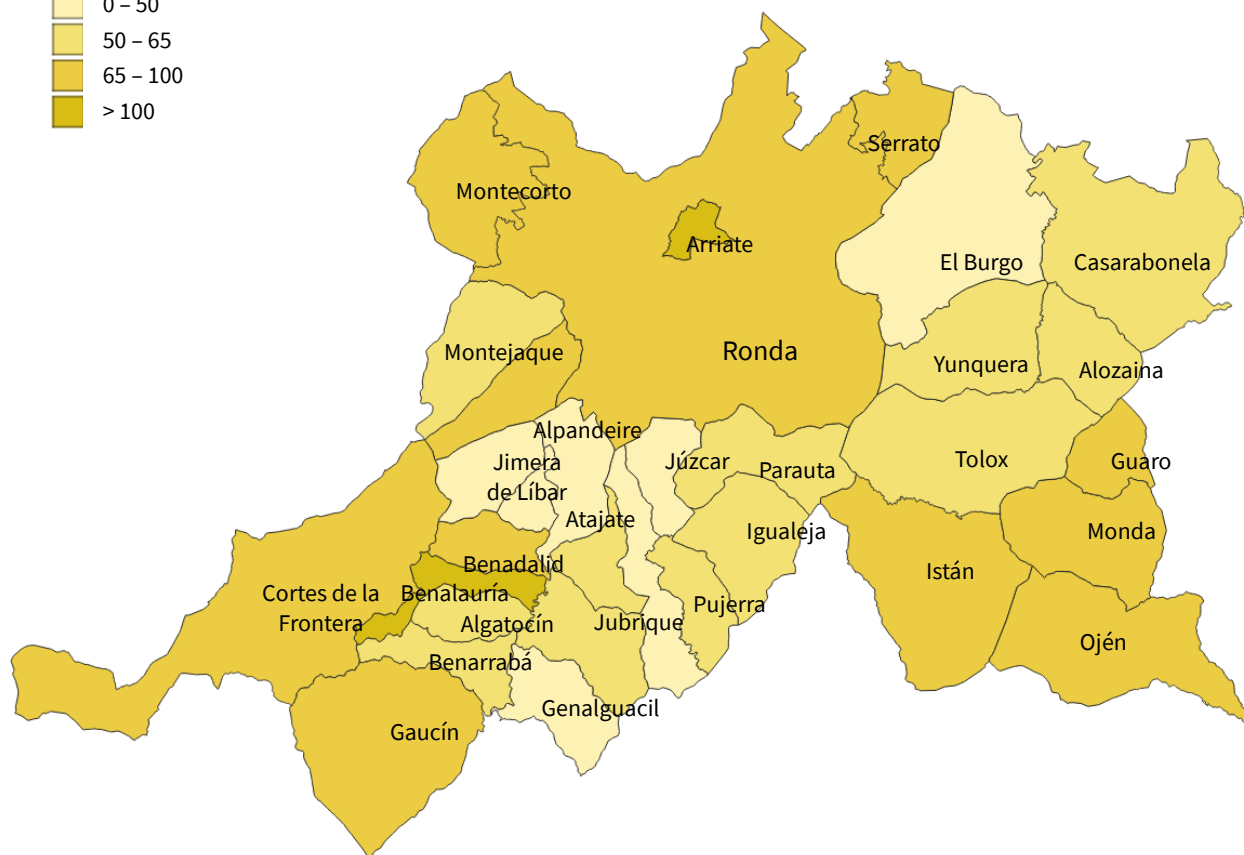 0 – 50
50 – 65
65 – 100
> 100
Serrato
Montecorto
Arriate
El Burgo
Casarabonela
Ronda
Montejaque
Yunquera
Alozaina
Alpandeire
Jimera
de Líbar
Júzcar
Parauta
Tolox
Guaro
Atajate
Igualeja
Monda
Benadalid
Istán
Cortes de la
Frontera
Benalauría
Pujerra
Algatocín
Jubrique
Ojén
Benarrabá
Genalguacil
Gaucín